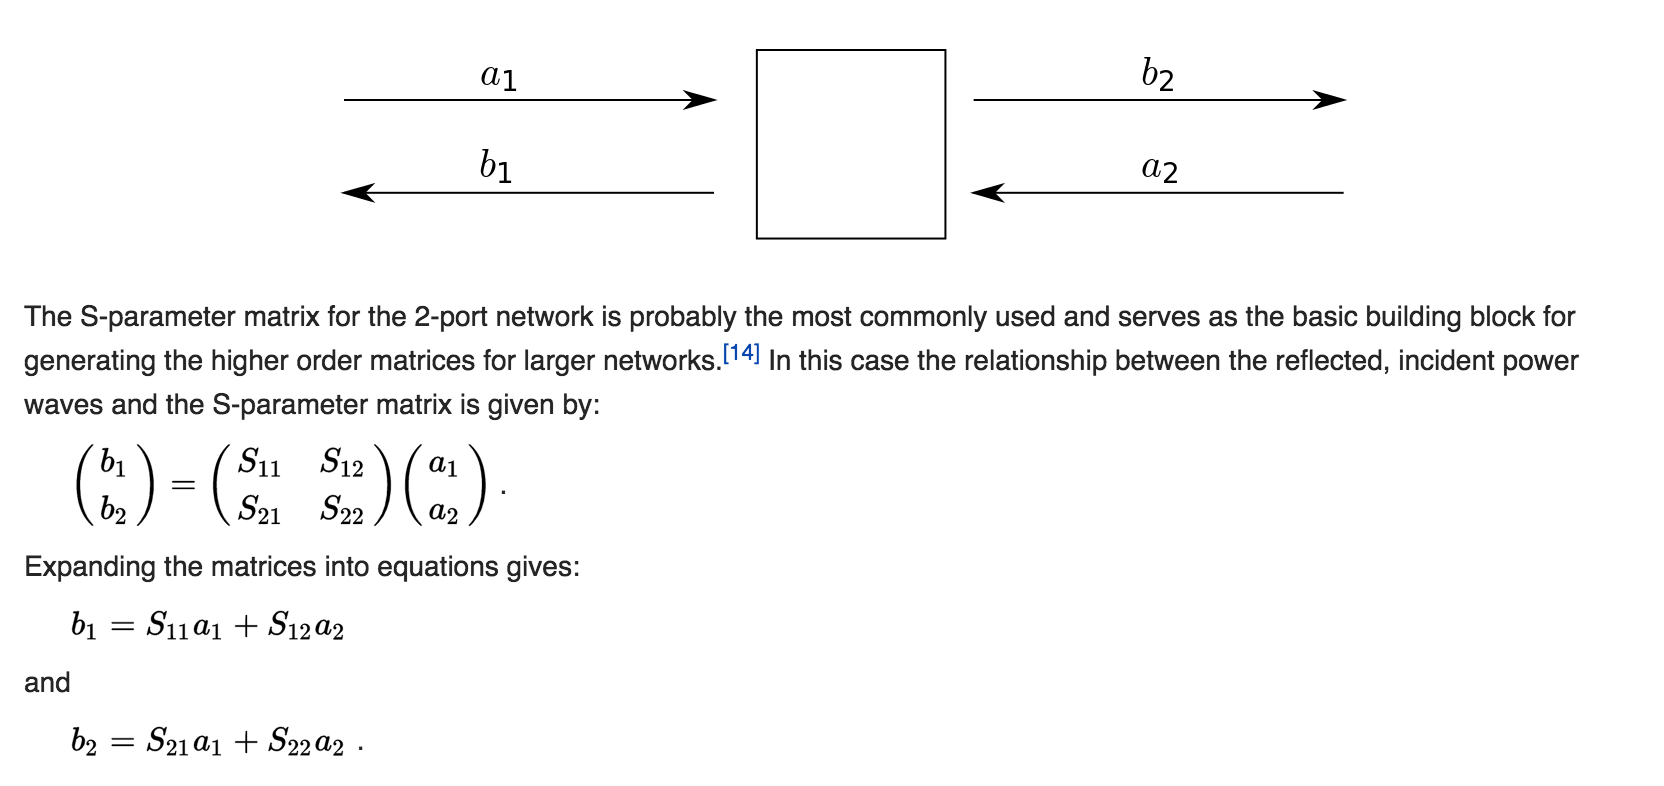 a1 b2
b1 a2
The S-parameter matrix for the 2-port network is probably the most commonly used and serves as the basic building block for
generating the higher order matrices for larger networks.[14] In this case the relationship between the reflected, incident power
waves and the S-parameter matrix is given by:
(b₁ b₂) = (S₁₁ S₁₂ S₂₁ S₂₂)(a₁ a₂) .
Expanding the matrices into equations gives:
b₁ = S₁₁a₁ + S₁₂a₂
and
b₂ = S₂₁a₁ + S₂₂a₂ .